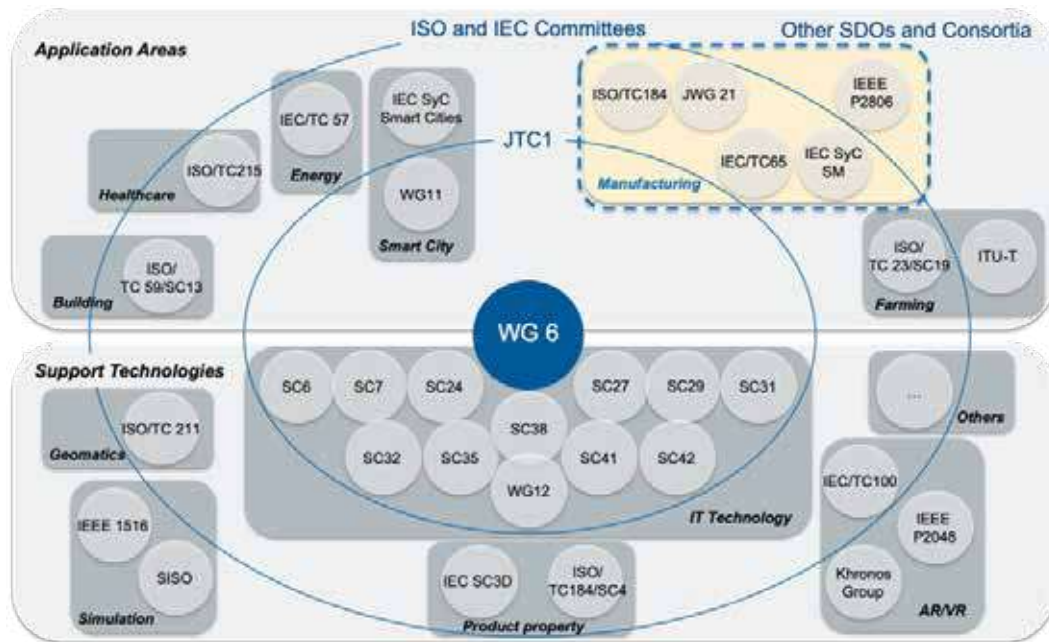 ISO and IEC Committees
Other SDOs and Consortia
Application Areas
ISO/TC184
JWG 21
IEEE
P2806
IEC/TC65
IEC SyC
SM
Manufacturing
IEC SyC
Smart Cities
WG11
Smart City
IEC/TC 57
Energy
JTC1
ISO/TC215
Healthcare
ISO/
TC 59/SC13
Building
ISO/
TC 23/SC19
ITU-T
Farming
WG 6
Support Technologies
SC6
SC7
SC24
SC27
SC29
SC31
SC38
SC32
SC35
SC41
SC42
WG12
IT Technology
ISO/TC 211
Geomatics
IEEE 1516
SISO
Simulation
IEC SC3D
ISO/
TC184/SC4
Product property
...
Others
IEC/TC100
IEEE
P2048
Khronos
Group
AR/VR